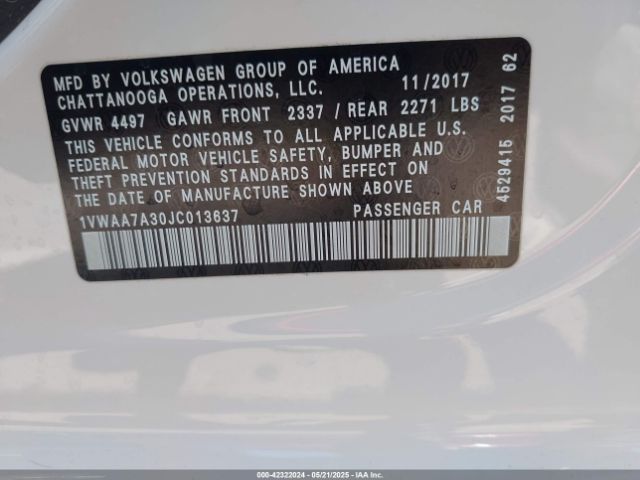 MFD BY VOLKSWAGEN GROUP OF AMERICA
CHATTANOOGA OPERATIONS, LLC. 11/2017
GVWR 4497 GAWR FRONT 2337 / REAR 2271 LBS
THIS VEHICLE CONFORMS TO ALL APPLICABLE U.S.
FEDERAL MOTOR VEHICLE SAFETY, BUMPER AND
THEFT PREVENTION STANDARDS IN EFFECT ON
THE DATE OF MANUFACTURE SHOWN ABOVE
1VWAA7A30JC013637 PASSENGER CAR
4529415 2017 62
000-42322024 - 05/21/2025 - IAA Inc.